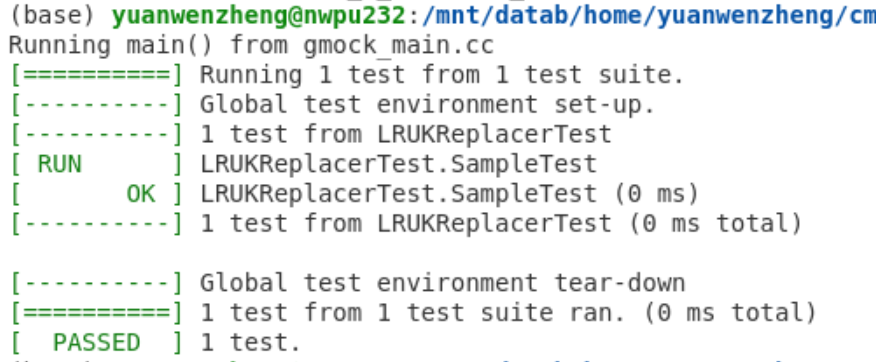 (base) yuanwenzheng@nwpu232:/mnt/datab/home/yuanwenzheng/cm
Running main() from gmock_main.cc
[==========] Running 1 test from 1 test suite.
[----------] Global test environment set-up.
[----------] 1 test from LRUKReplacerTest
[ RUN      ] LRUKReplacerTest.SampleTest
[       OK ] LRUKReplacerTest.SampleTest (0 ms)
[----------] 1 test from LRUKReplacerTest (0 ms total)
[----------] Global test environment tear-down
[==========] 1 test from 1 test suite ran. (0 ms total)
[  PASSED  ] 1 test.